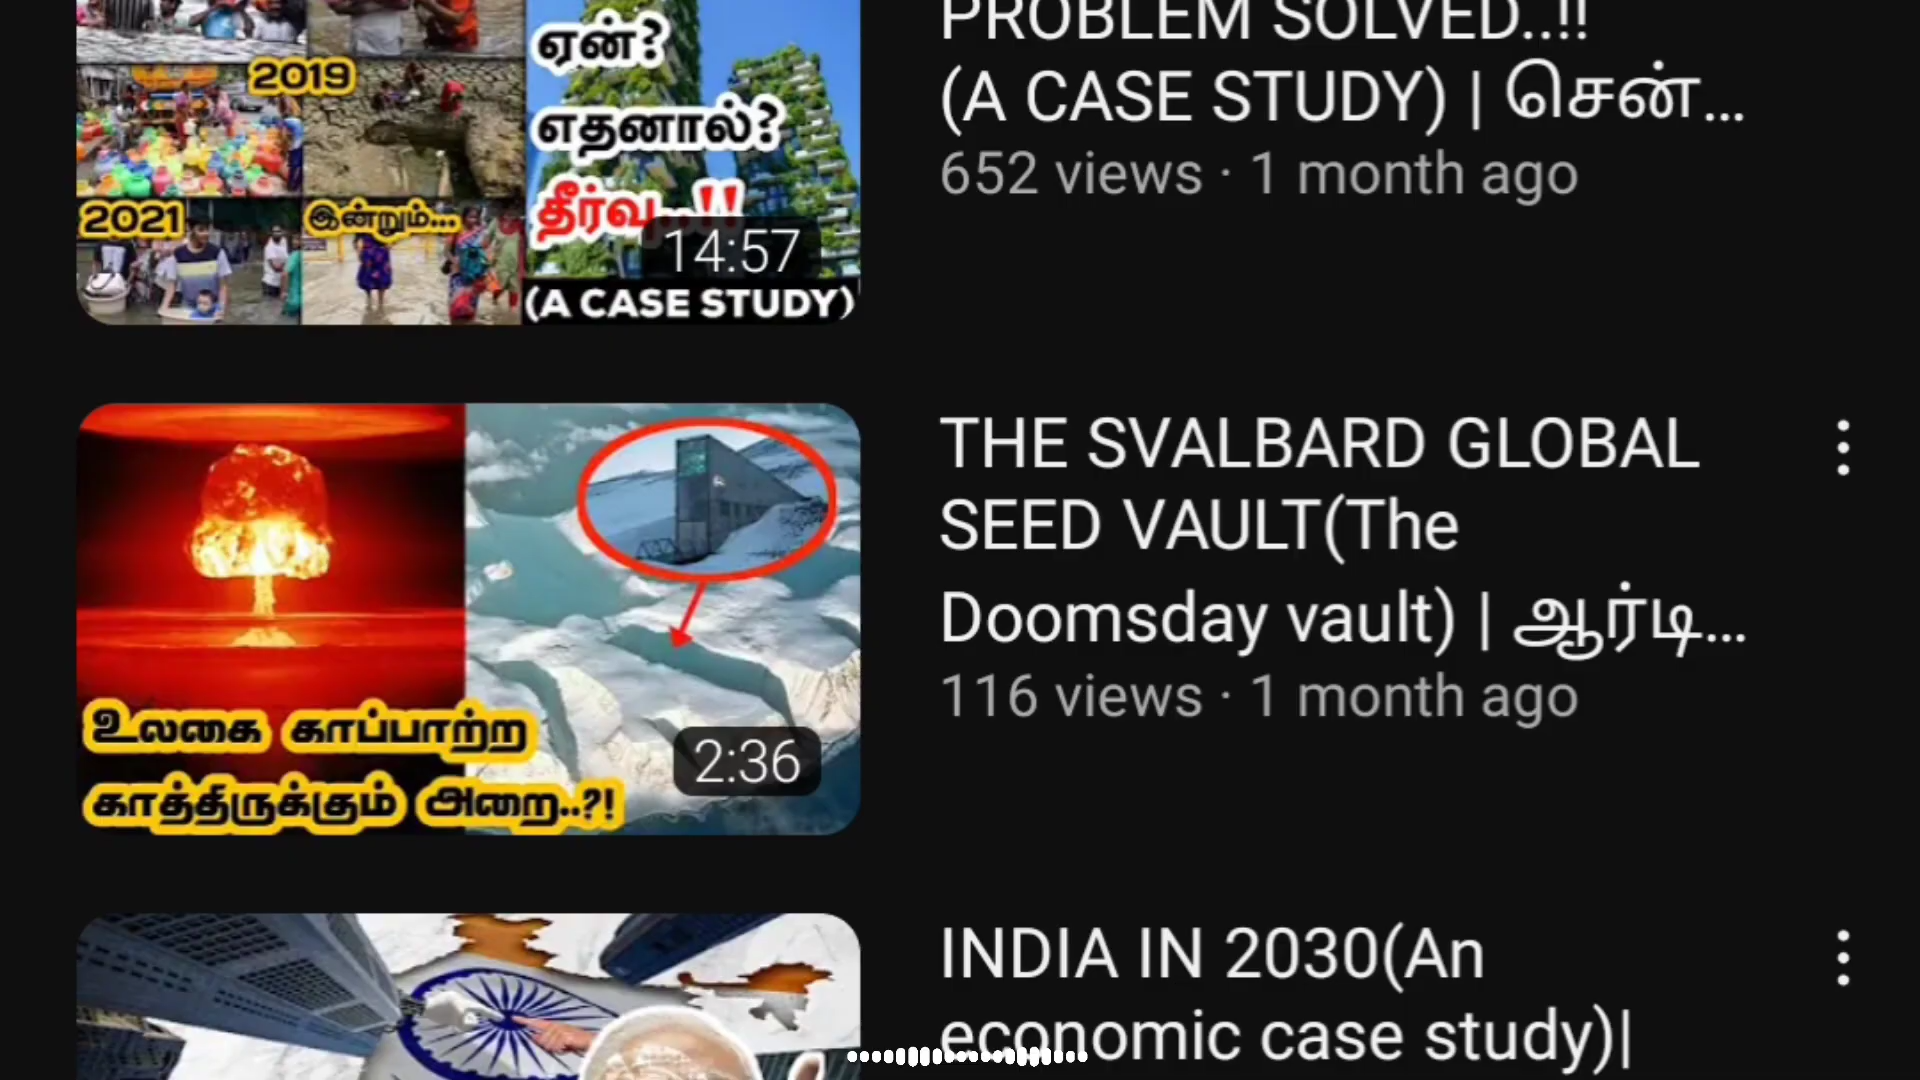 ஏன்?
2019
எதனால்?
தீர்வு..!!
2021
இன்றும்...
14:57
(A CASE STUDY)
PROBLEM SOLVED..!!
(A CASE STUDY) | சென்...
652 views · 1 month ago
உலகை காப்பாற்ற
காத்திருக்கும் அறை..?!
2:36
THE SVALBARD GLOBAL
SEED VAULT(The
Doomsday vault) | ஆர்டி...
116 views · 1 month ago
INDIA IN 2030(An
economic case study)|